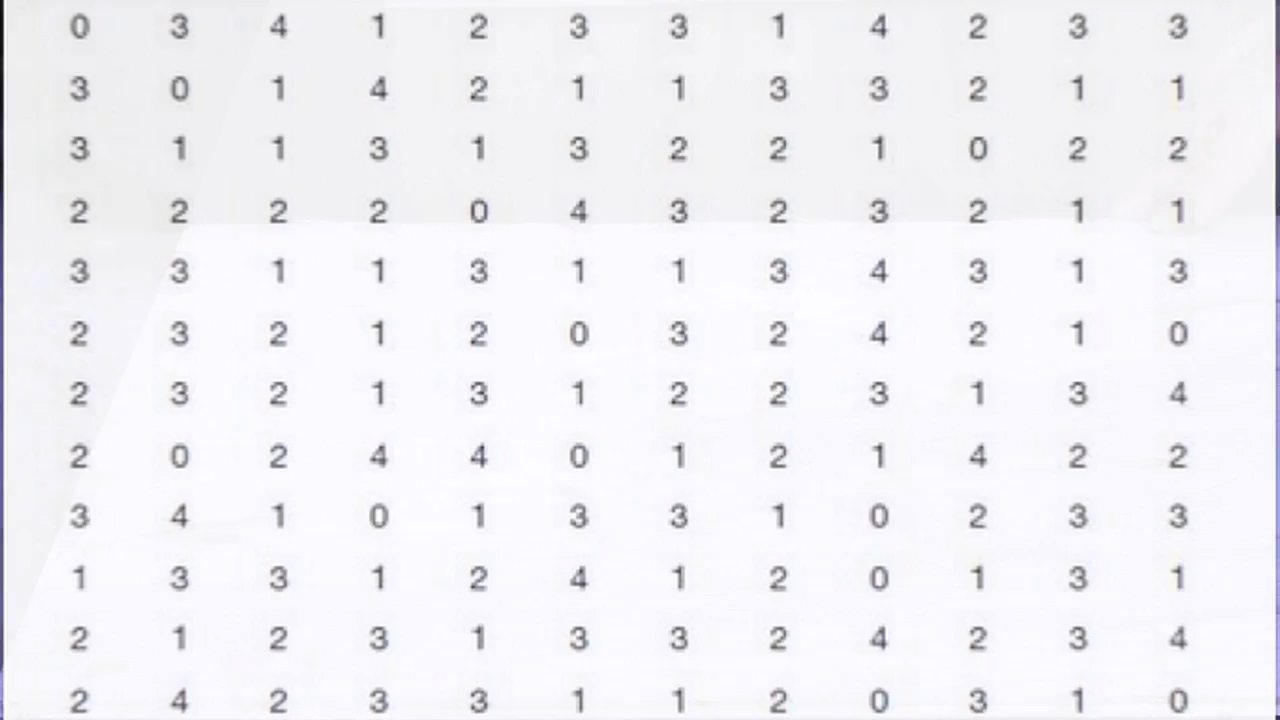 0 3 4 1 2 3 3 1 4 2 3 3
3 0 1 4 2 1 1 3 3 2 1 1
3 1 1 3 1 3 2 2 1 0 2 2
2 2 2 2 0 4 3 2 3 2 1 1
3 3 1 1 3 1 1 3 4 3 1 3
2 3 2 1 2 0 3 2 4 2 1 0
2 3 2 1 3 1 2 2 3 1 3 4
2 0 2 4 4 0 1 2 1 4 2 2
3 4 1 0 1 3 3 1 0 2 3 3
1 3 3 1 2 4 1 2 0 1 3 1
2 1 2 3 1 3 3 2 4 2 3 4
2 4 2 3 3 1 1 2 0 3 1 0